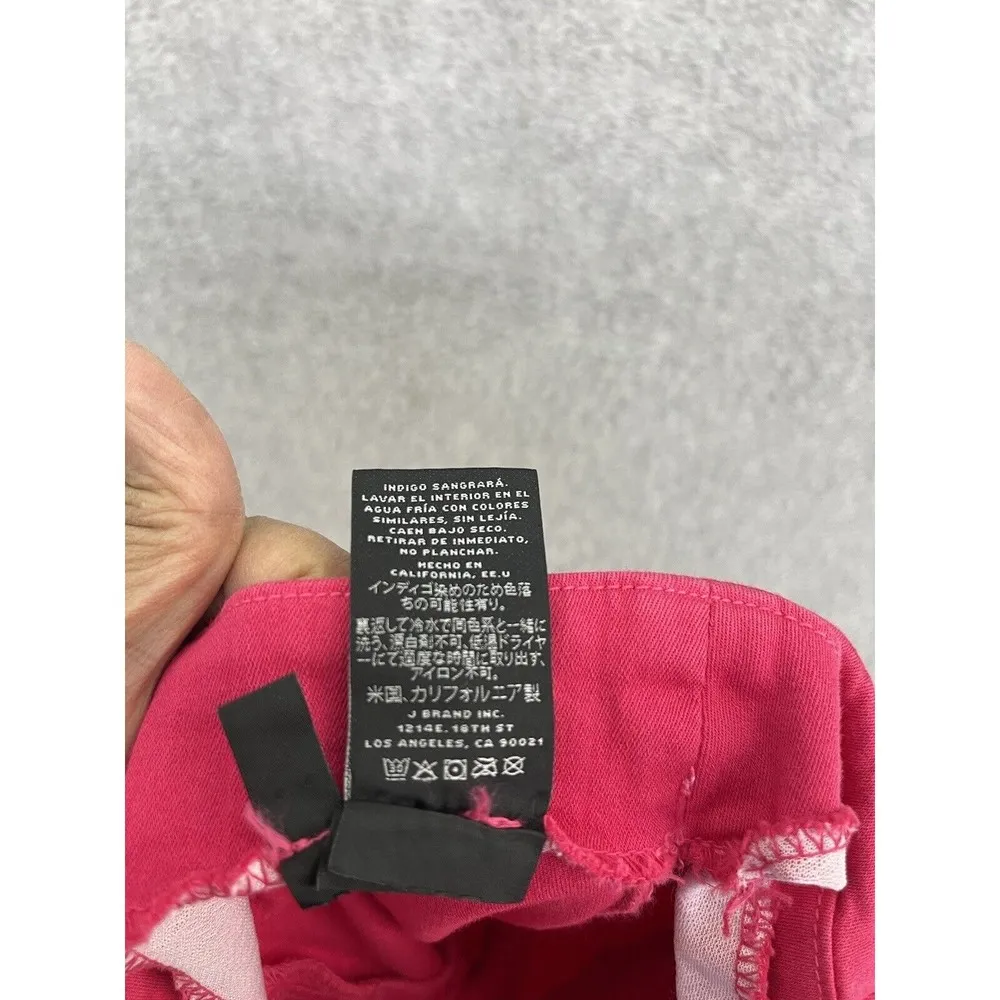 INDIGO SANGRARÁ.
LAVAR EL INTERIOR EN EL
AGUA FRÍA CON COLORES
SIMILARES, SIN LEJÍA.
CAEN BAJO SECO.
RETIRAR DE INMEDIATO,
NO PLANCHAR.
HECHO EN
CALIFORNIA, EE.U
インディゴ染めのため色落
ちの可能性有り。
裏返して冷水で同色系と一緒に
洗う、漂白剤不可、低温ドライヤ
ーにて適度な時間に取り出す、
アイロン不可。
米国、カリフォルニア製
J BRAND INC.
1214E. 18TH ST
LOS ANGELES, CA 90021